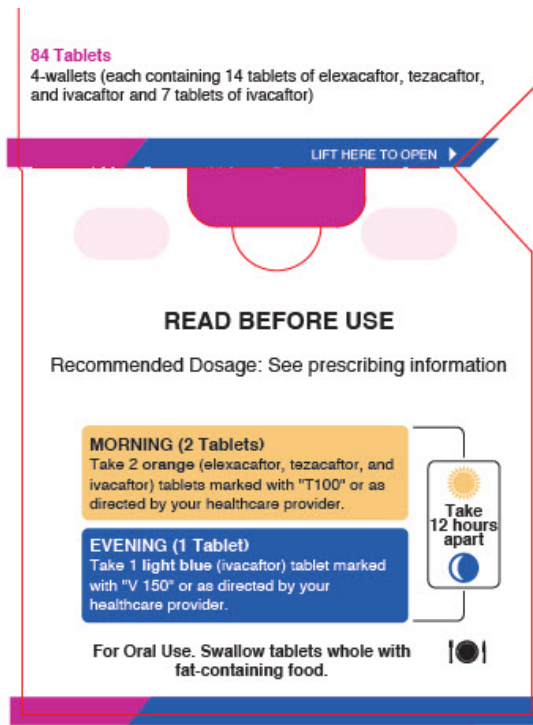 84 Tablets
4-wallets (each containing 14 tablets of elexacaftor, tezacaftor,
and ivacaftor and 7 tablets of ivacaftor)
LIFT HERE TO OPEN
READ BEFORE USE
Recommended Dosage: See prescribing information
MORNING (2 Tablets)
Take 2 orange (elexacaftor, tezacaftor, and
ivacaftor) tablets marked with "T100" or as
directed by your healthcare provider.
Take
12 hours
apart
EVENING (1 Tablet)
Take 1 light blue (ivacaftor) tablet marked
with "V 150" or as directed by your
healthcare provider.
For Oral Use. Swallow tablets whole with
fat-containing food.